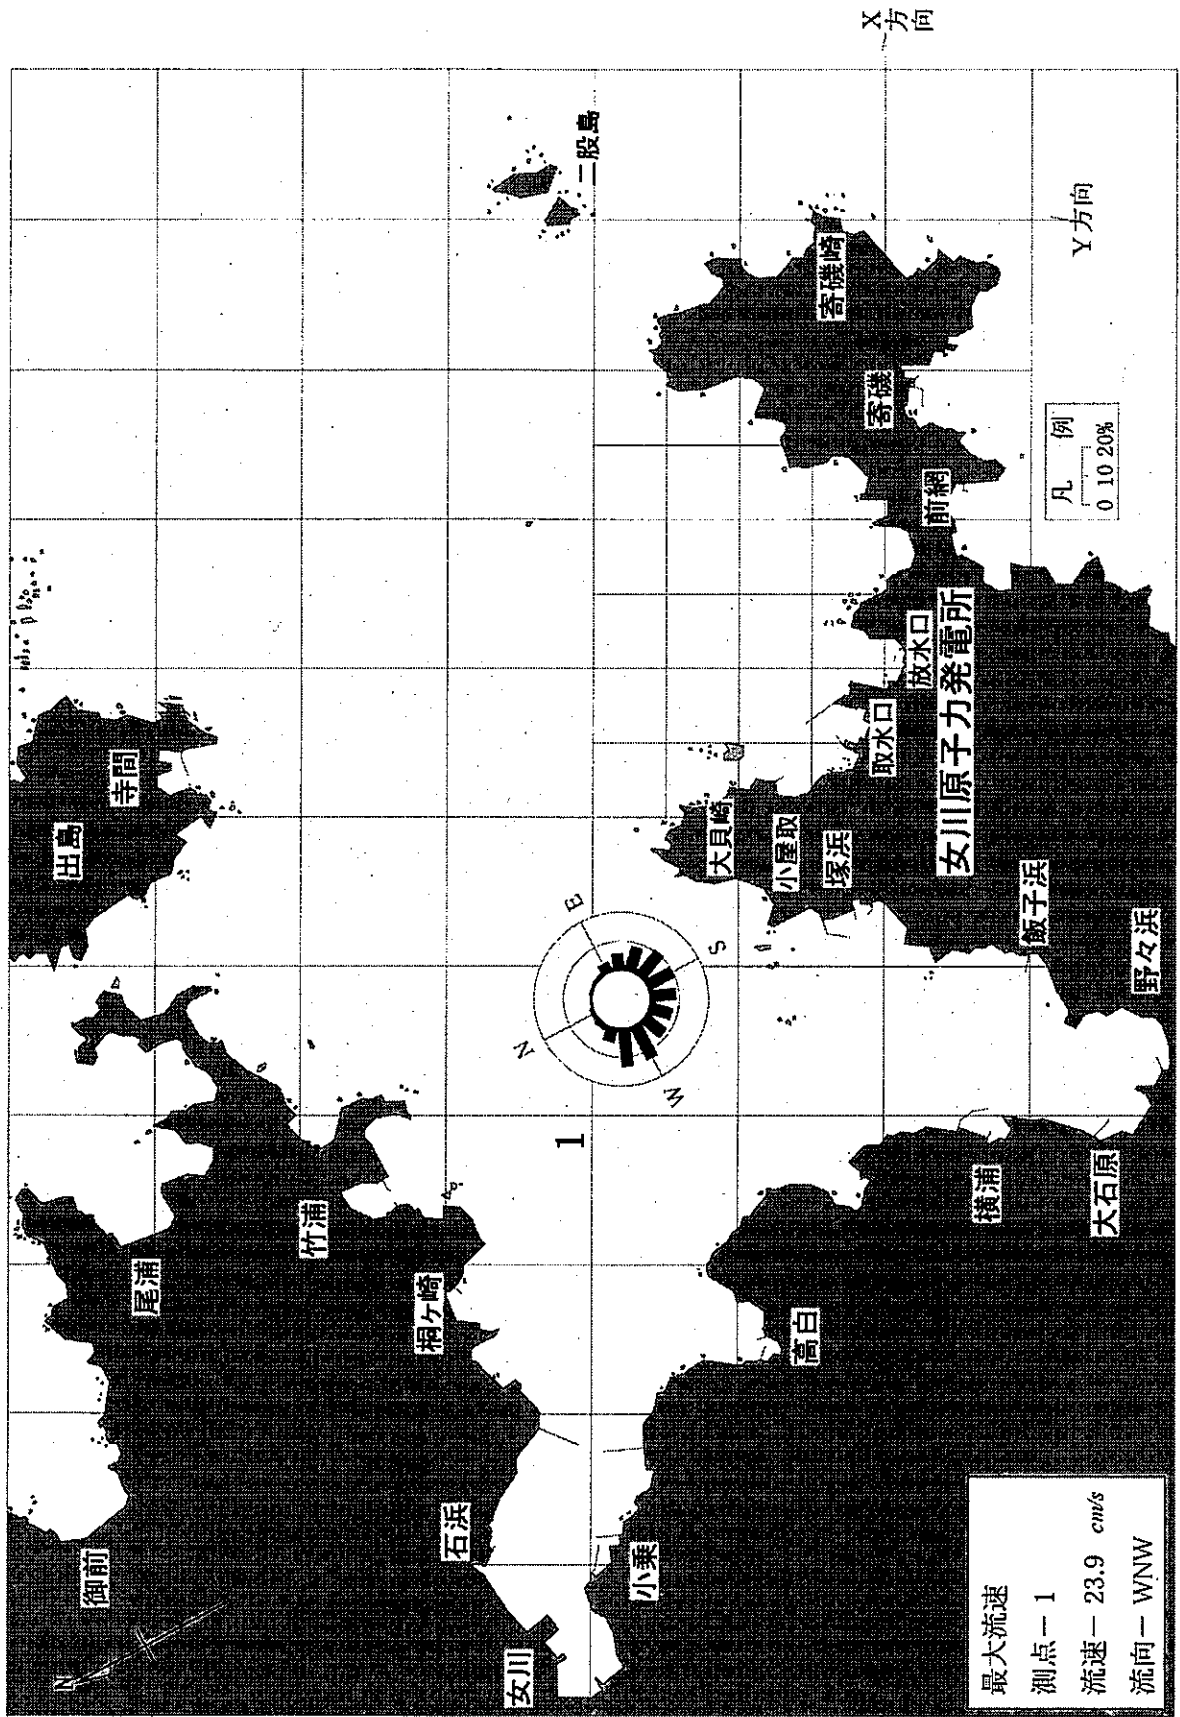 X方向
二股島
Y方向
寄磯崎
寄磯
凡 例
0 10 20%
前網
放水口
女川原子力発電所
取水口
寺間
出島
大貝崎
小屋取
塚浜
飯子浜
野々浜
E
S
N
W
1
尾浦
竹浦
桐ヶ崎
横浦
大石原
高白
御前
石浜
小乗
女川
N
最大流速
測点－1
流速－23.9 cm/s
流向－WNW